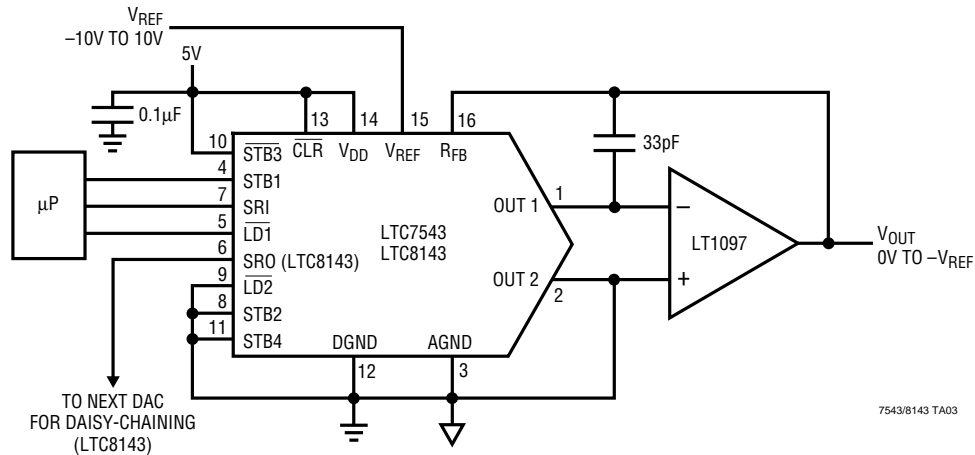 VREF
–10V TO 10V
5V
0.1µF
13
14
15
16
33pF
10
STB3
CLR
VDD
VREF
RFB
4
STB1
µP
7
SRI
OUT 1
1
5
LD1
LTC7543
LTC8143
6
SRO (LTC8143)
–
LT1097
+
VOUT
0V TO –VREF
9
LD2
OUT 2
2
8
STB2
11
STB4
DGND
AGND
12
3
TO NEXT DAC
FOR DAISY-CHAINING
(LTC8143)
7543/8143 TA03